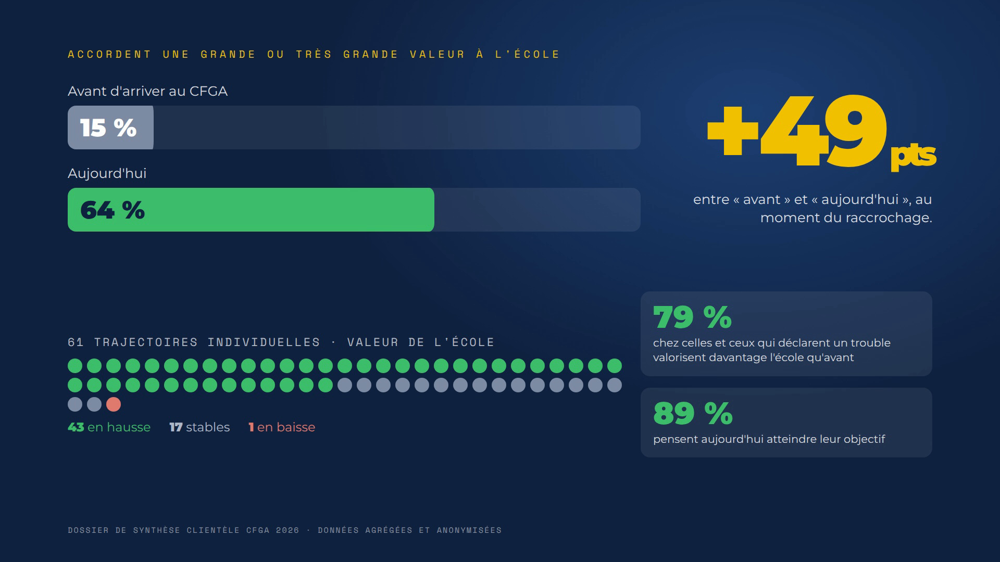 ACCORDENT UNE GRANDE OU TRÈS GRANDE VALEUR À L'ÉCOLE
Avant d'arriver au CFGA
15 %
Aujourd'hui
64 %
+49 pts
entre « avant » et « aujourd'hui », au
moment du raccrochage.
61 TRAJECTOIRES INDIVIDUELLES · VALEUR DE L'ÉCOLE
43 en hausse 17 stables 1 en baisse
79 %
chez celles et ceux qui déclarent un trouble
valorisent davantage l'école qu'avant
89 %
pensent aujourd'hui atteindre leur objectif
DOSSIER DE SYNTHÈSE CLIENTÈLE CFGA 2026 · DONNÉES AGRÉGÉES ET ANONYMISÉES